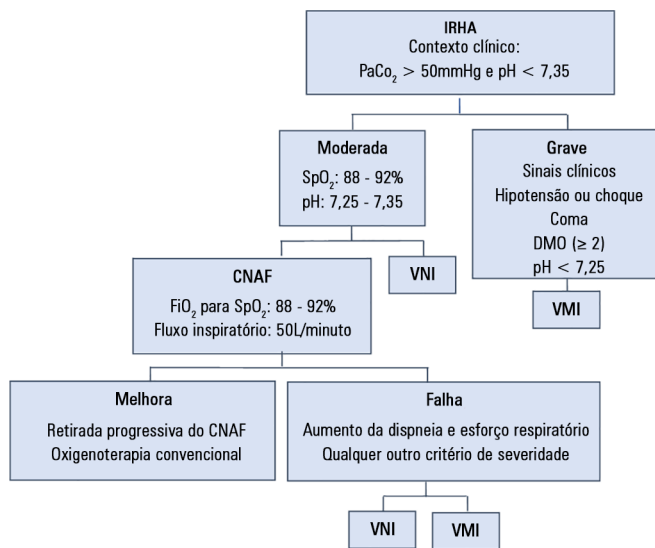 IRHA
Contexto clínico:
PaCo₂ > 50mmHg e pH < 7,35
Moderada
SpO₂: 88 - 92%
pH: 7,25 - 7,35
Grave
Sinais clínicos
Hipotensão ou choque
Coma
DMO (≥ 2)
pH < 7,25
CNAF
FiO₂ para SpO₂: 88 - 92%
Fluxo inspiratório: 50L/minuto
VNI
VMI
Melhora
Retirada progressiva do CNAF
Oxigenoterapia convencional
Falha
Aumento da dispneia e esforço respiratório
Qualquer outro critério de severidade
VNI
VMI